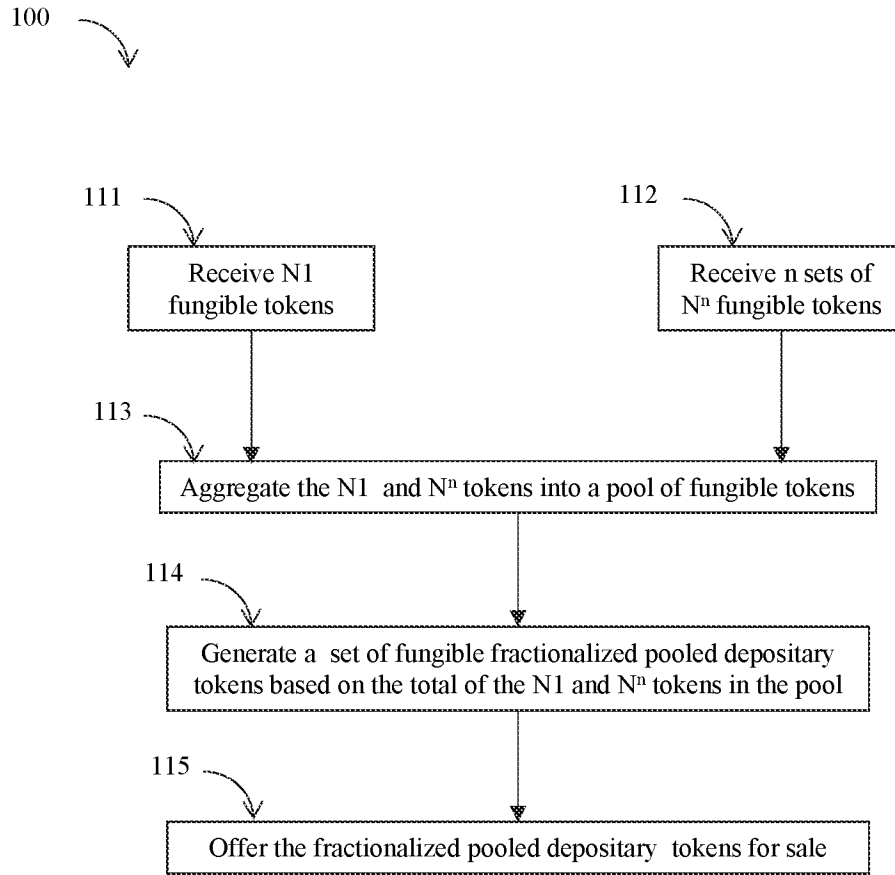 100
111
112
Receive N1
fungible tokens
Receive n sets of
Nⁿ fungible tokens
113
Aggregate the N1 and Nⁿ tokens into a pool of fungible tokens
114
Generate a set of fungible fractionalized pooled depositary
tokens based on the total of the N1 and Nⁿ tokens in the pool
115
Offer the fractionalized pooled depositary tokens for sale